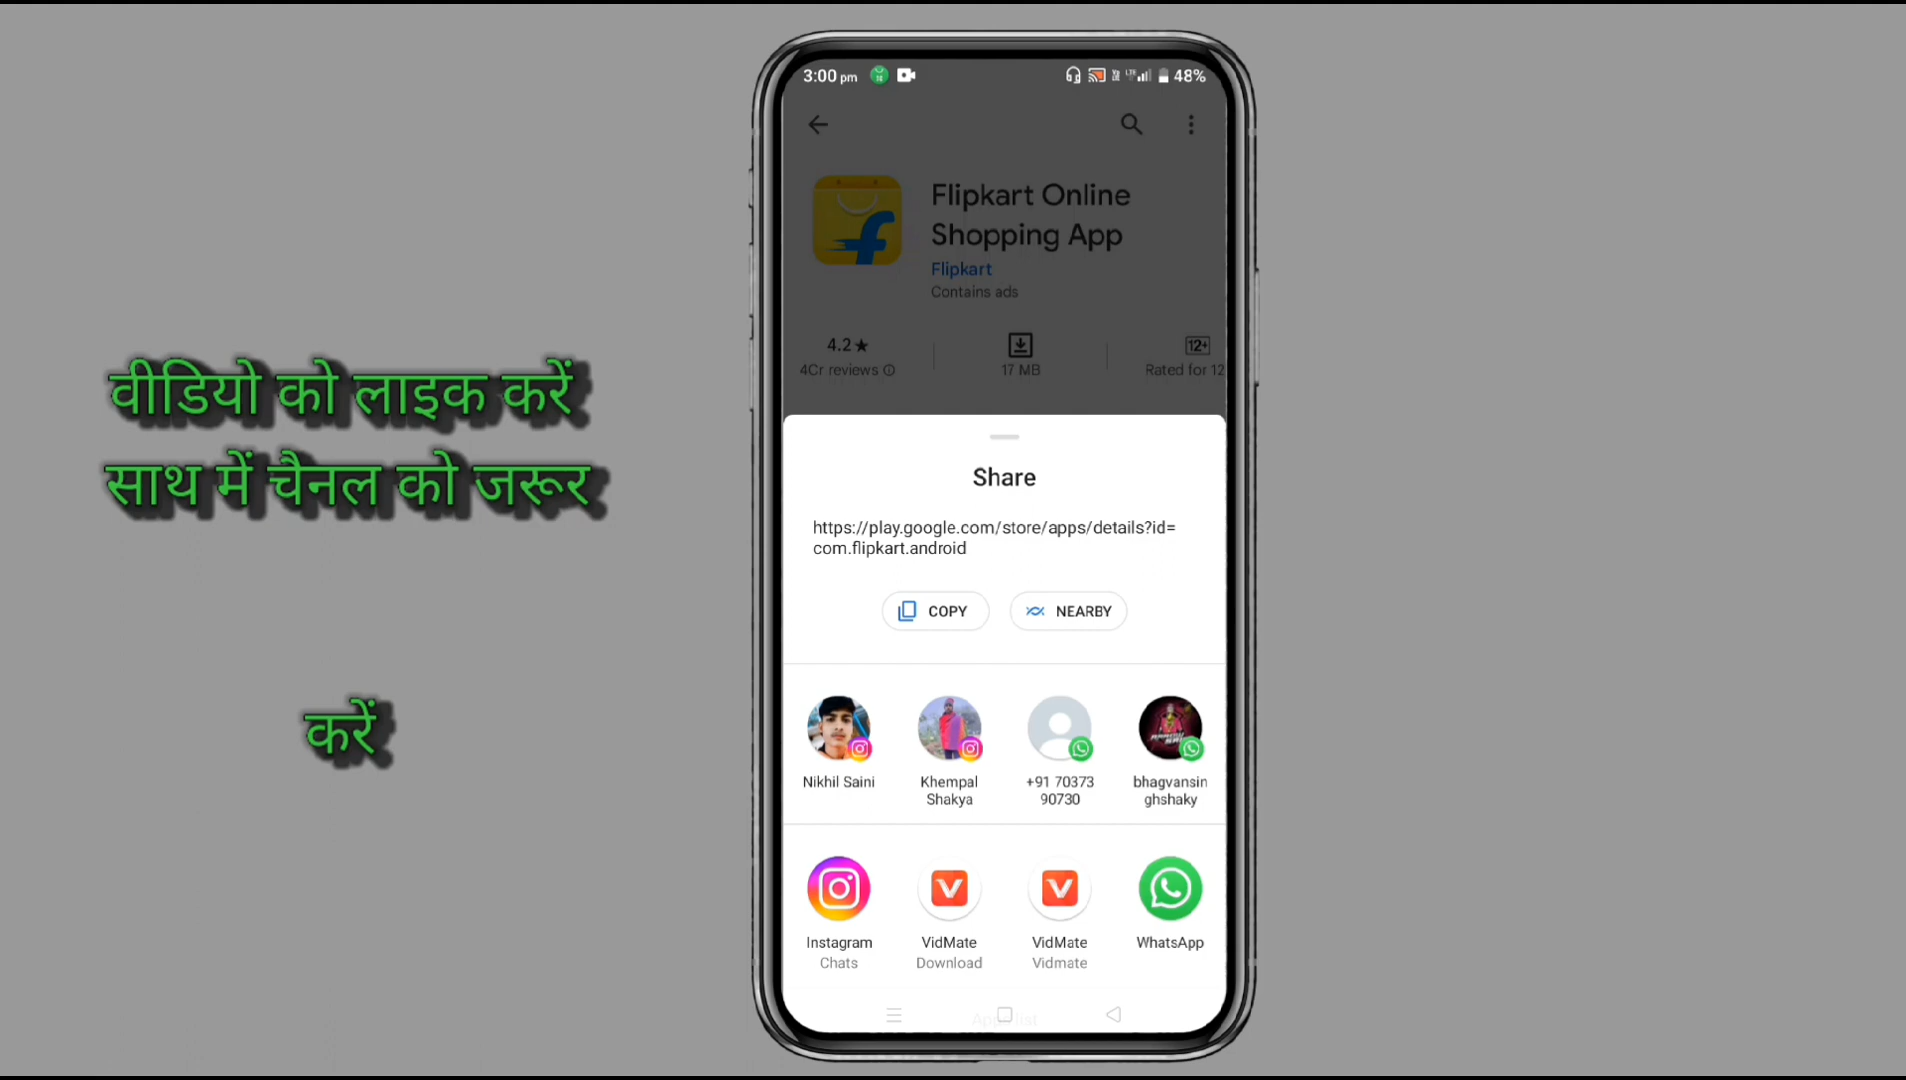 3:00 pm
48%
Flipkart Online
Shopping App
Flipkart
Contains ads
4.2★
4Cr reviews
17 MB
12+
Rated for 12
वीडियो को लाइक करें
साथ में चैनल को जरूर
करें
Share
https://play.google.com/store/apps/details?id=
com.flipkart.android
COPY
NEARBY
Nikhil Saini
Khempal
Shakya
+91 70373
90730
bhagvansin
ghshaky
Instagram
Chats
VidMate
Download
VidMate
Vidmate
WhatsApp